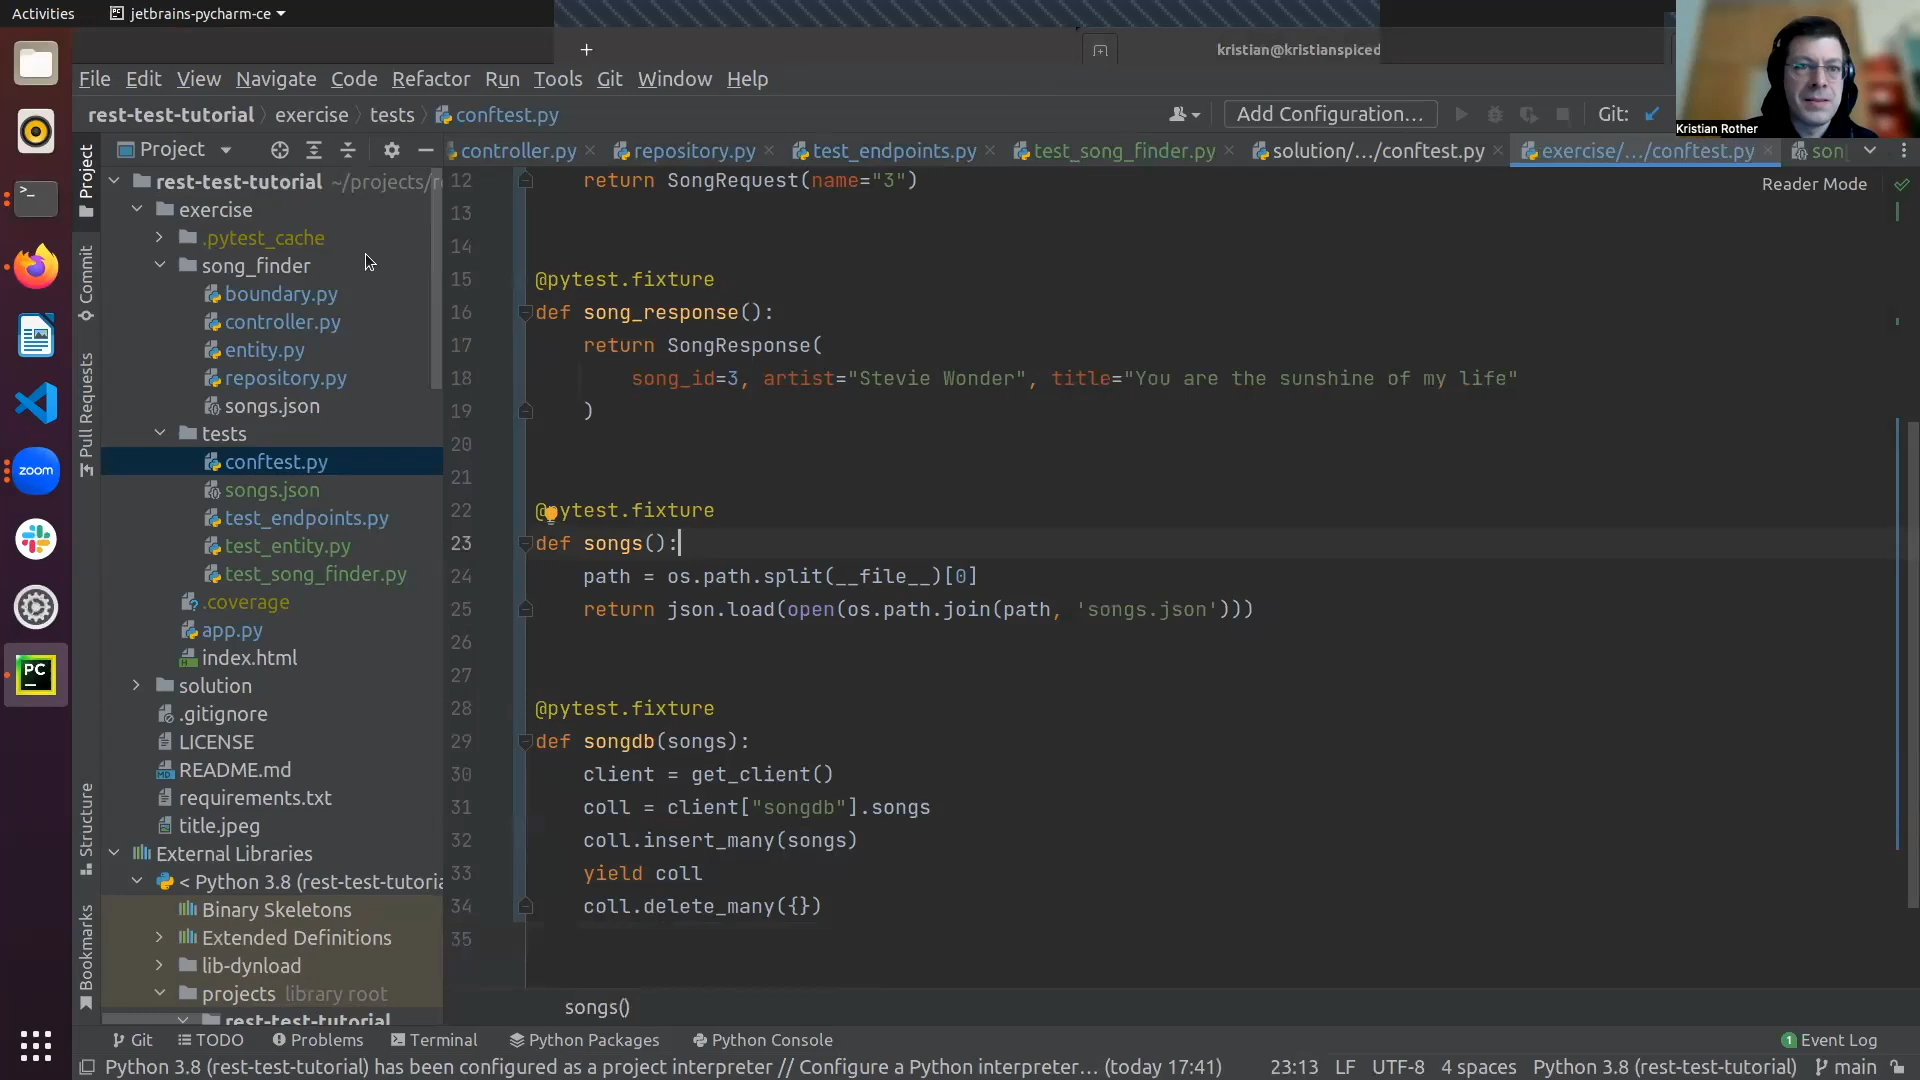 Activities
jetbrains-pycharm-ce
+
kristian@kristianspiced
File Edit View Navigate Code Refactor Run Tools Git Window Help
Kristian Rother
rest-test-tutorial exercise tests conftest.py
Add Configuration...
Git:
Project
controller.py
repository.py
test_endpoints.py
test_song_finder.py
solution/.../conftest.py
exercise/.../conftest.py
son
Reader Mode
Project
Commit
Pull Requests
Structure
Bookmarks
rest-test-tutorial ~/projects/r
exercise
.pytest_cache
song_finder
boundary.py
controller.py
entity.py
repository.py
songs.json
tests
conftest.py
songs.json
test_endpoints.py
test_entity.py
test_song_finder.py
.coverage
app.py
index.html
solution
.gitignore
LICENSE
README.md
requirements.txt
title.jpeg
External Libraries
< Python 3.8 (rest-test-tutoria
Binary Skeletons
Extended Definitions
lib-dynload
projects library root
rest-test-tutorial
zoom
PC
12 return SongRequest(name="3")
13
14
15 @pytest.fixture
16 def song_response():
17 return SongResponse(
18 song_id=3, artist="Stevie Wonder", title="You are the sunshine of my life"
19 )
20
21
22 @pytest.fixture
23 def songs():
24 path = os.path.split(__file__)[0]
25 return json.load(open(os.path.join(path, 'songs.json')))
26
27
28 @pytest.fixture
29 def songdb(songs):
30 client = get_client()
31 coll = client["songdb"].songs
32 coll.insert_many(songs)
33 yield coll
34 coll.delete_many({})
35
songs()
Git TODO Problems Terminal Python Packages Python Console
1 Event Log
Python 3.8 (rest-test-tutorial) has been configured as a project interpreter // Configure a Python interpreter... (today 17:41)
23:13 LF UTF-8 4 spaces Python 3.8 (rest-test-tutorial) main